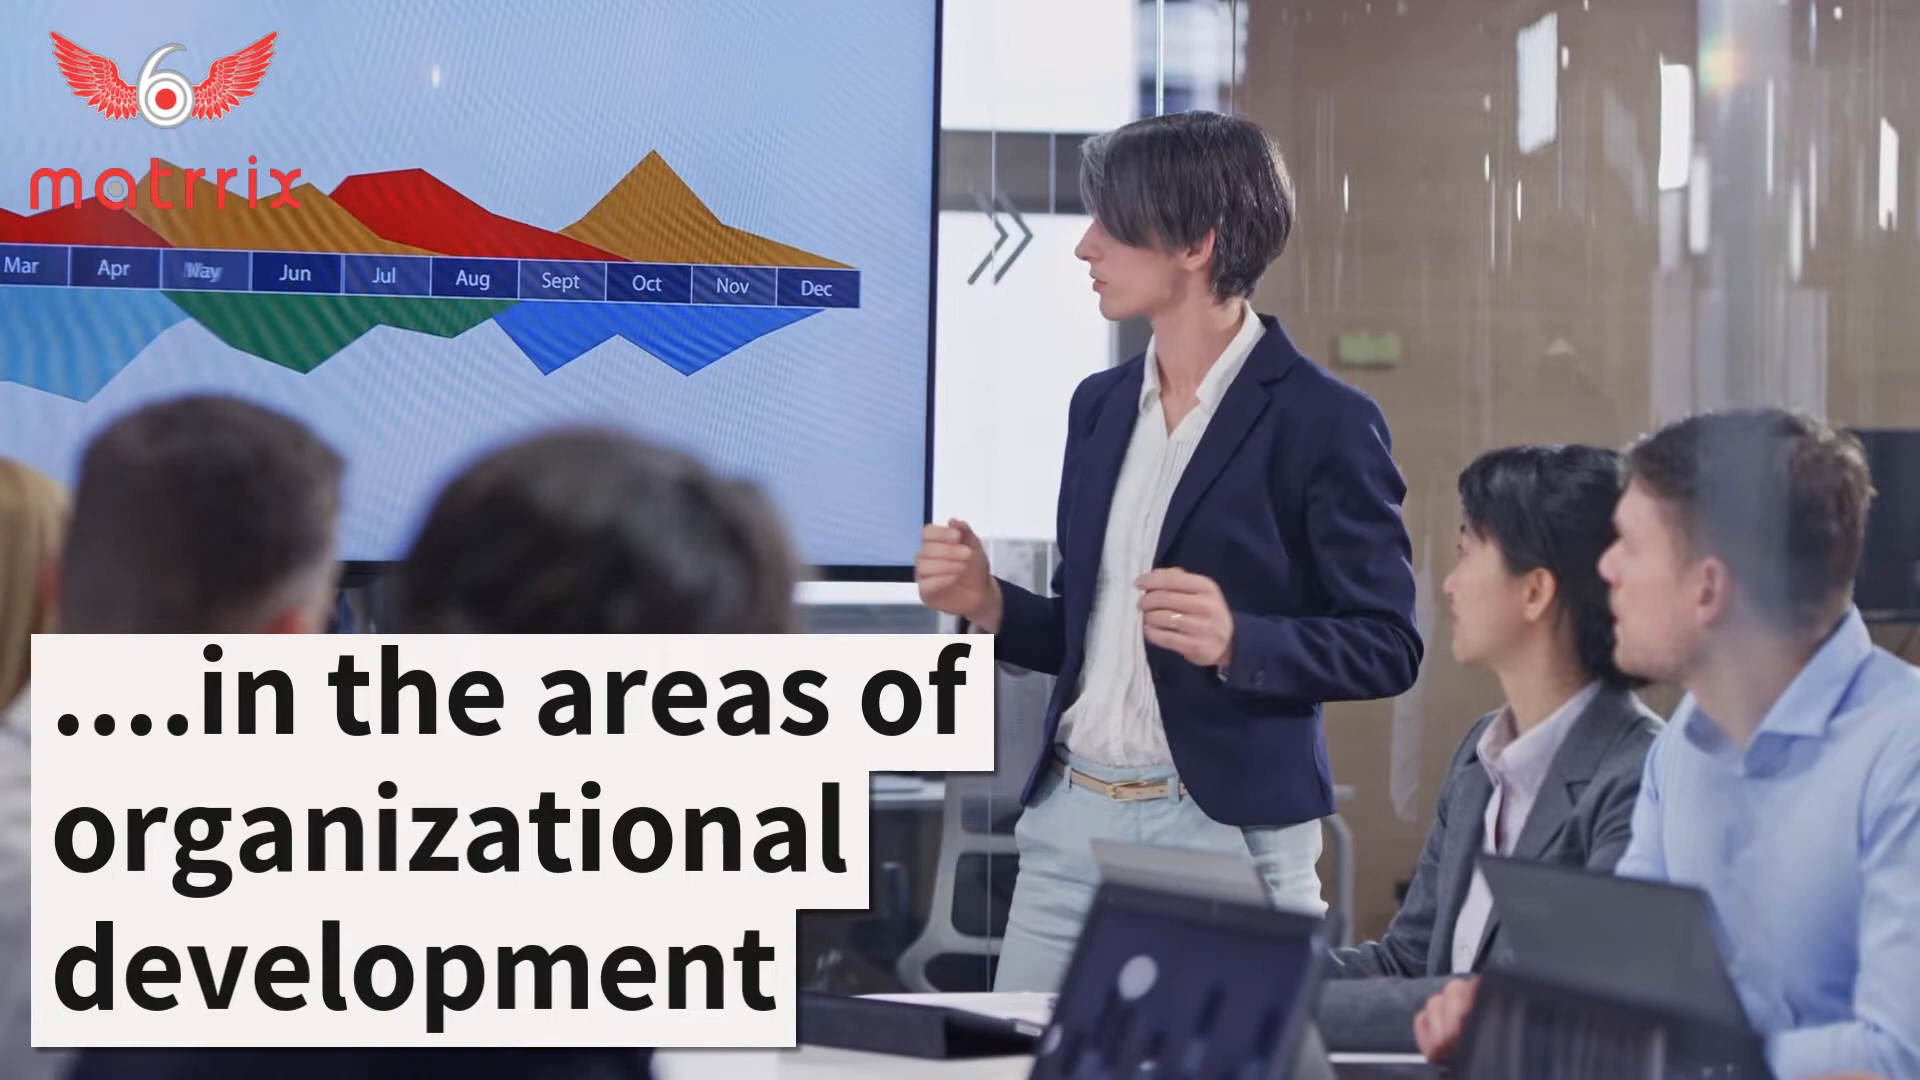 6
matrrix
Mar Apr May Jun Jul Aug Sept Oct Nov Dec
....in the areas of
organizational
development